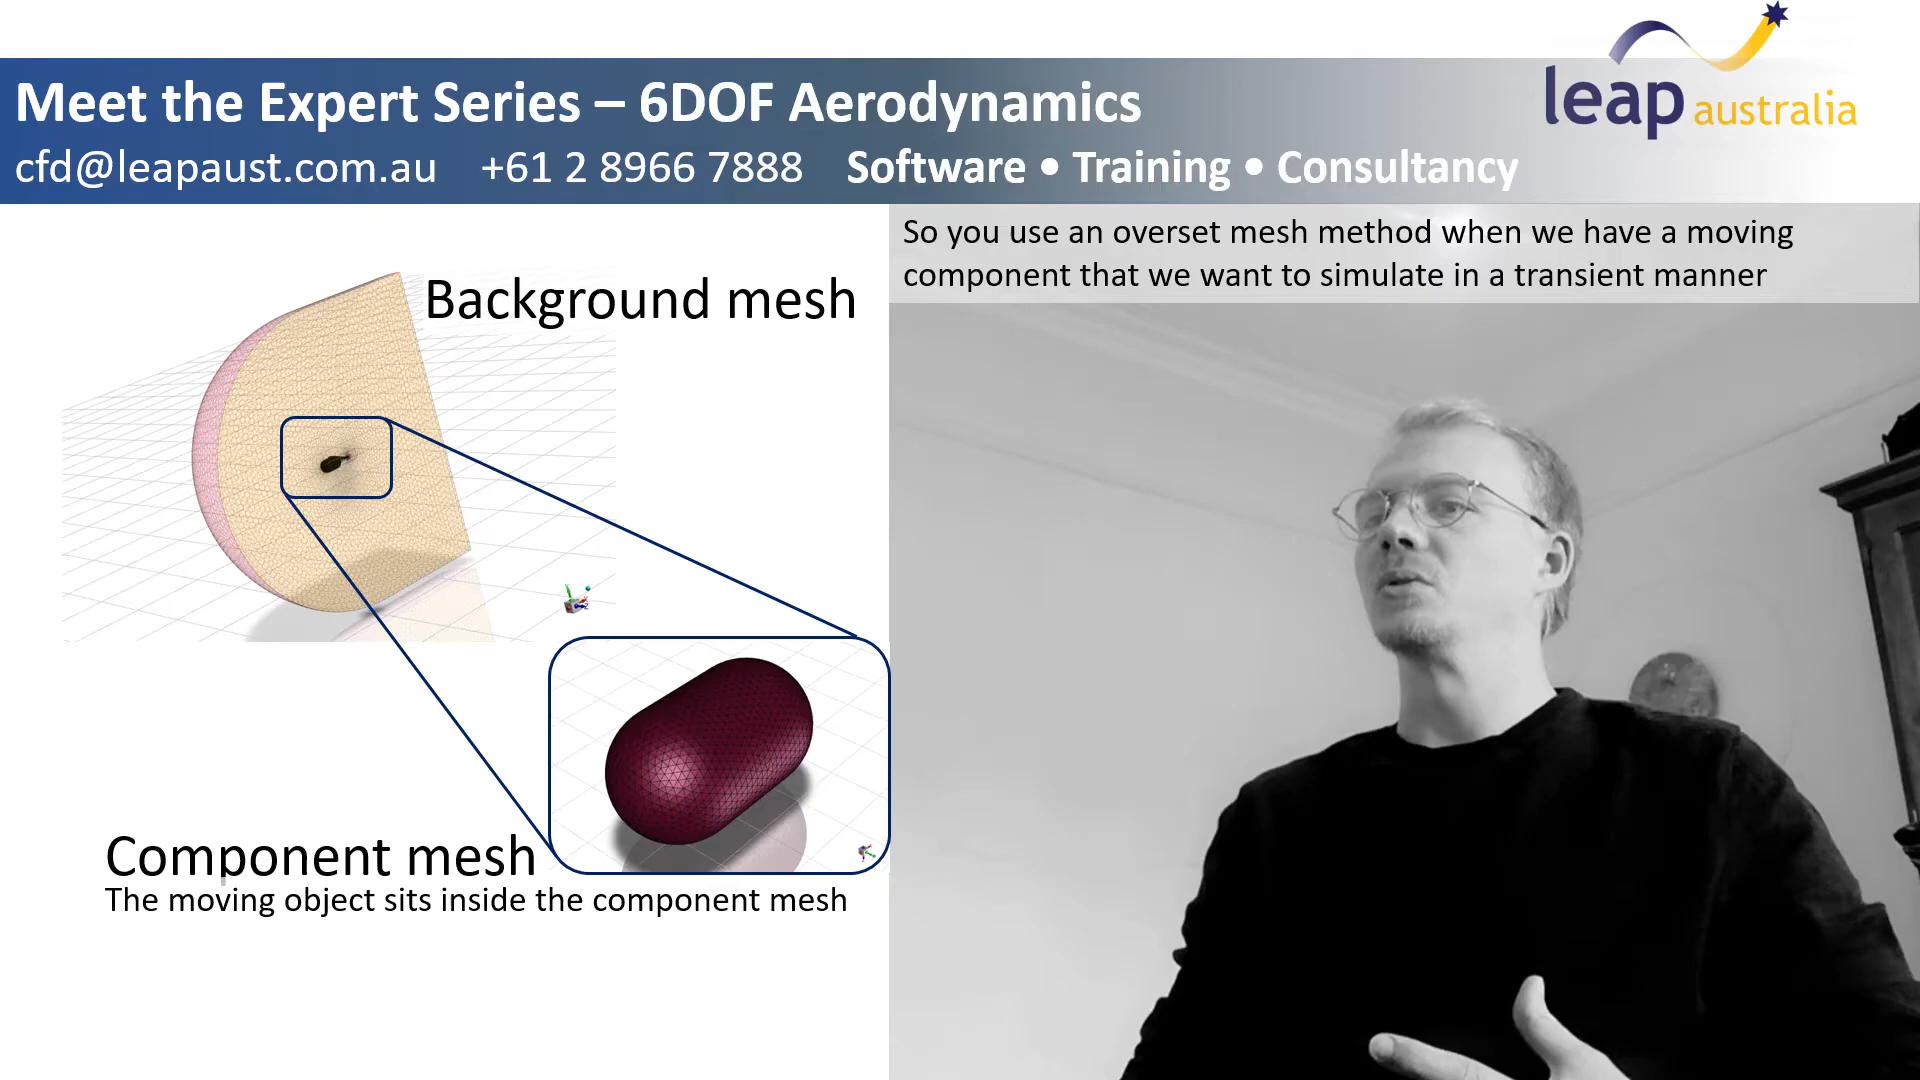 leap australia
Meet the Expert Series – 6DOF Aerodynamics
cfd@leapaust.com.au +61 2 8966 7888 Software • Training • Consultancy
So you use an overset mesh method when we have a moving
component that we want to simulate in a transient manner
Background mesh
Component mesh
The moving object sits inside the component mesh